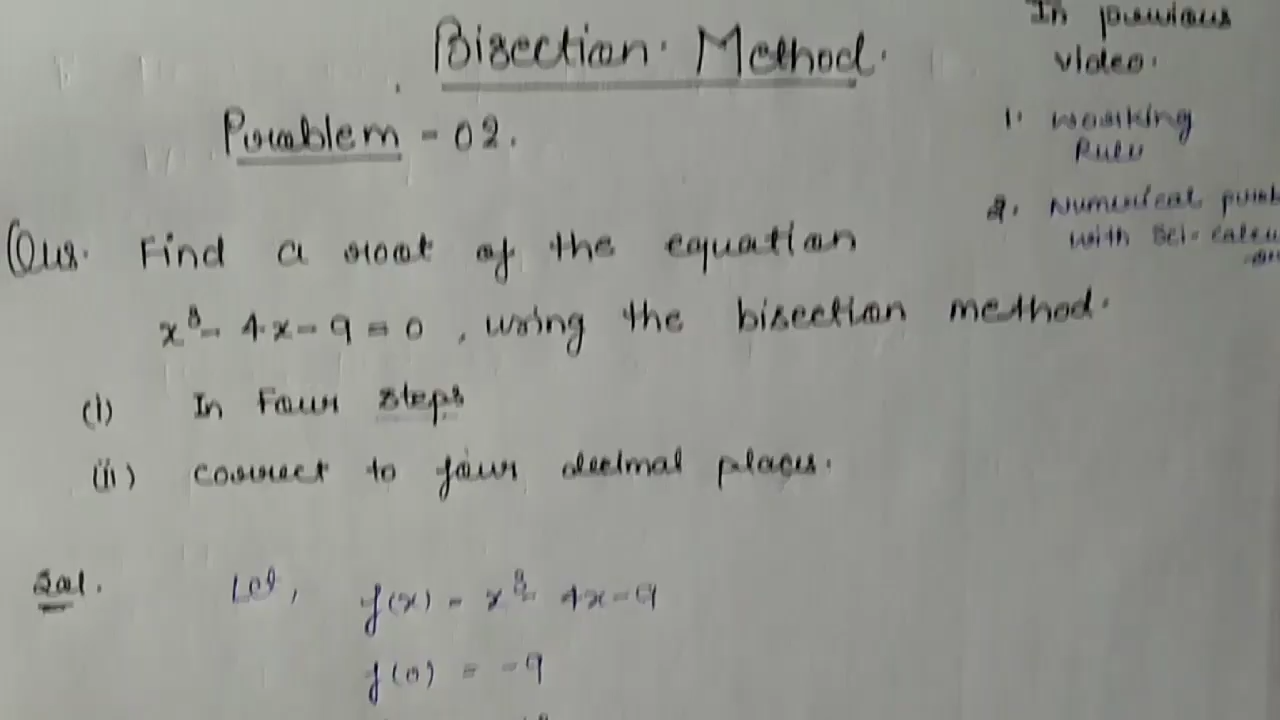 Bisection Method.
Problem - 02.
In previous
video.
1. Working
Rule
2. Numerical
with Sci-
Ques. Find a root of the equation
x³ - 4x - 9 = 0, using the bisection method.
(i) In Four steps
(ii) correct to four decimal places.
Sol. Let, f(x) = x³ - 4x - 9
f(0) = -9